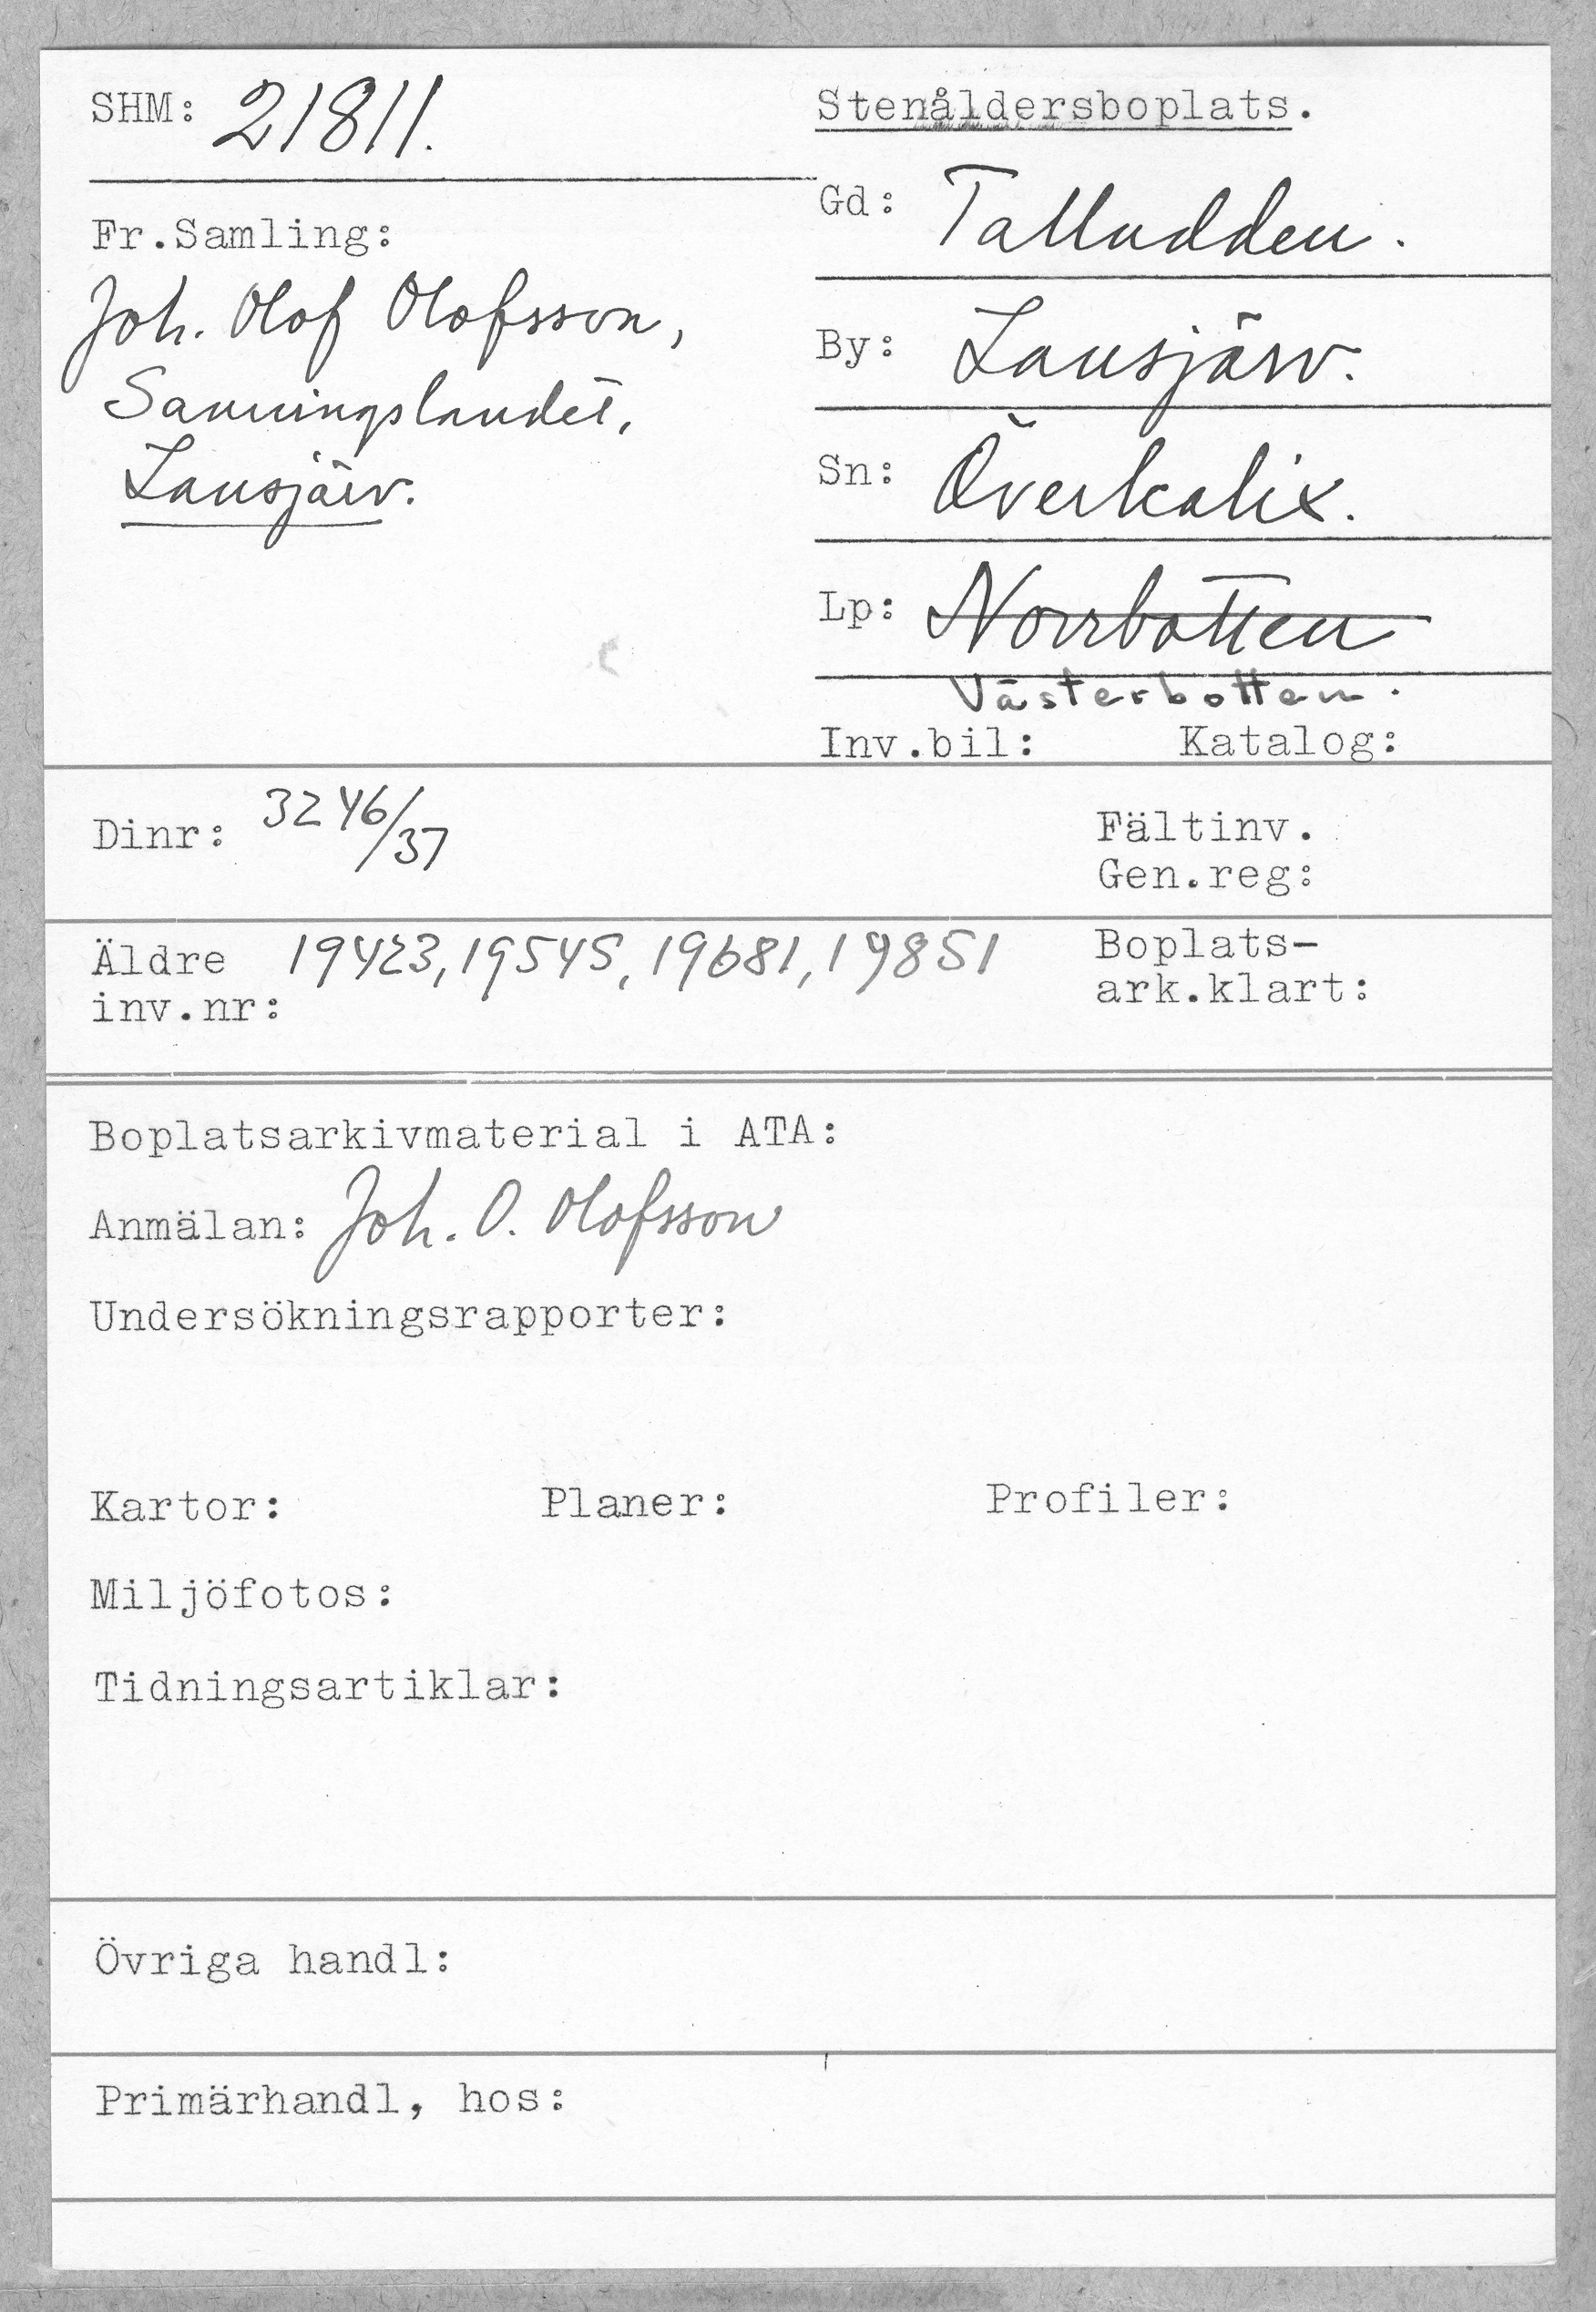 SHM: 21811.
Fr.Samling:
Joh. Olof Olofsson,
Sanningslandet,
Lansjärv.
Stenåldersboplats.
Gd: Talludden.
By: Lansjärv.
Sn: Överkalix.
Lp: Norrbotten
Västerbotten.
Inv.bil: Katalog:
Dinr: 3246/37
Fältinv.
Gen.reg:
Äldre 19423, 19545, 19681, 19851
inv.nr:
Boplats-
ark.klart:
Boplatsarkivmaterial i ATA:
Anmälan: Joh. O. Olofsson
Undersökningsrapporter:
Kartor: Planer: Profiler:
Miljöfotos:
Tidningsartiklar:
Övriga handl:
Primärhandl, hos: